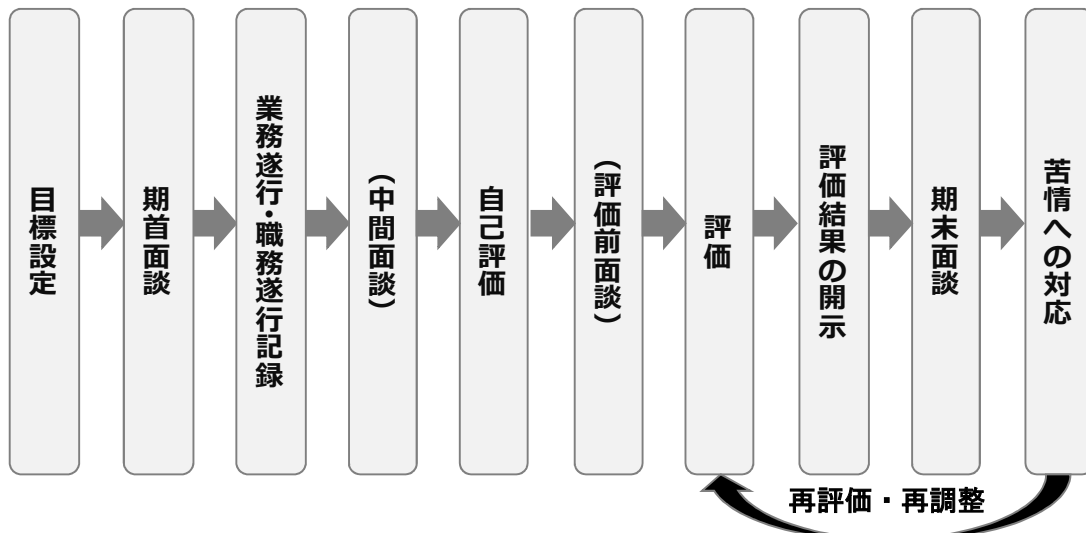 目標設定
期首面談
業務遂行・職務遂行記録
（中間面談）
自己評価
（評価前面談）
評価
評価結果の開示
期末面談
苦情への対応
再評価・再調整